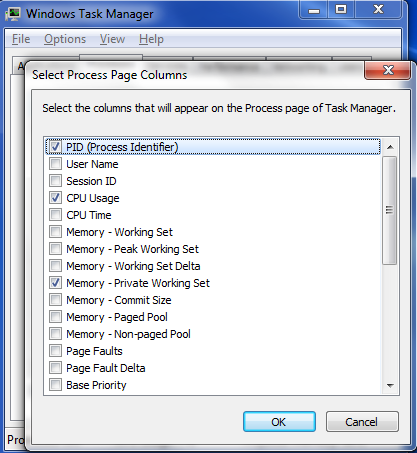 Windows Task Manager
File Options View Help
Select Process Page Columns
Select the columns that will appear on the Process page of Task Manager.
PID (Process Identifier)
User Name
Session ID
CPU Usage
CPU Time
Memory - Working Set
Memory - Peak Working Set
Memory - Working Set Delta
Memory - Private Working Set
Memory - Commit Size
Memory - Paged Pool
Memory - Non-paged Pool
Page Faults
Page Fault Delta
Base Priority
OK Cancel
Pro